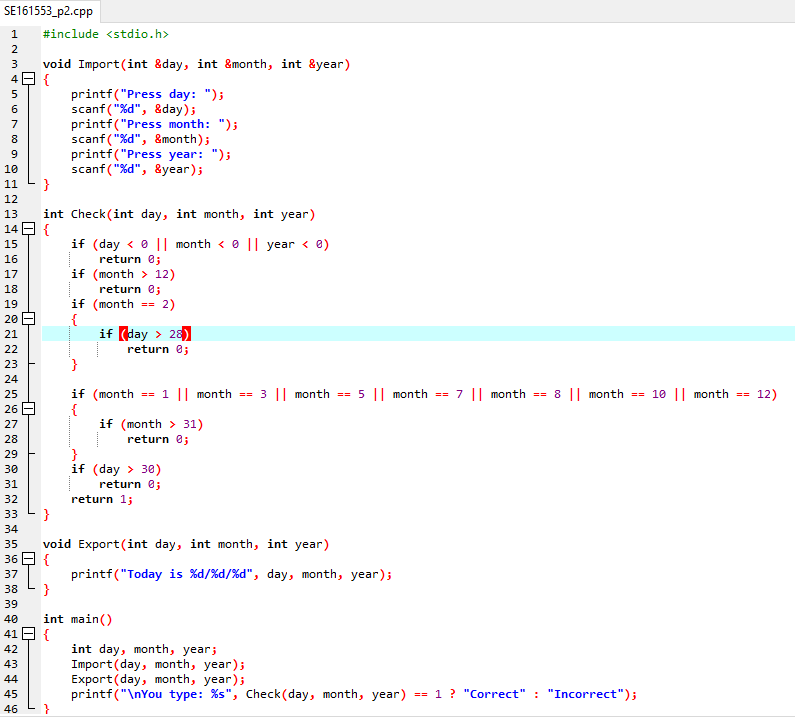 SE161553_p2.cpp
1 #include <stdio.h>
2
3 void Import(int &day, int &month, int &year)
4 {
5     printf("Press day: ");
6     scanf("%d", &day);
7     printf("Press month: ");
8     scanf("%d", &month);
9     printf("Press year: ");
10     scanf("%d", &year);
11 }
12
13 int Check(int day, int month, int year)
14 {
15     if (day < 0 || month < 0 || year < 0)
16         return 0;
17     if (month > 12)
18         return 0;
19     if (month == 2)
20     {
21         if (day > 28)
22             return 0;
23     }
24
25     if (month == 1 || month == 3 || month == 5 || month == 7 || month == 8 || month == 10 || month == 12)
26     {
27         if (month > 31)
28             return 0;
29     }
30     if (day > 30)
31         return 0;
32     return 1;
33 }
34
35 void Export(int day, int month, int year)
36 {
37     printf("Today is %d/%d/%d", day, month, year);
38 }
39
40 int main()
41 {
42     int day, month, year;
43     Import(day, month, year);
44     Export(day, month, year);
45     printf("\nYou type: %s", Check(day, month, year) == 1 ? "Correct" : "Incorrect");
46 }